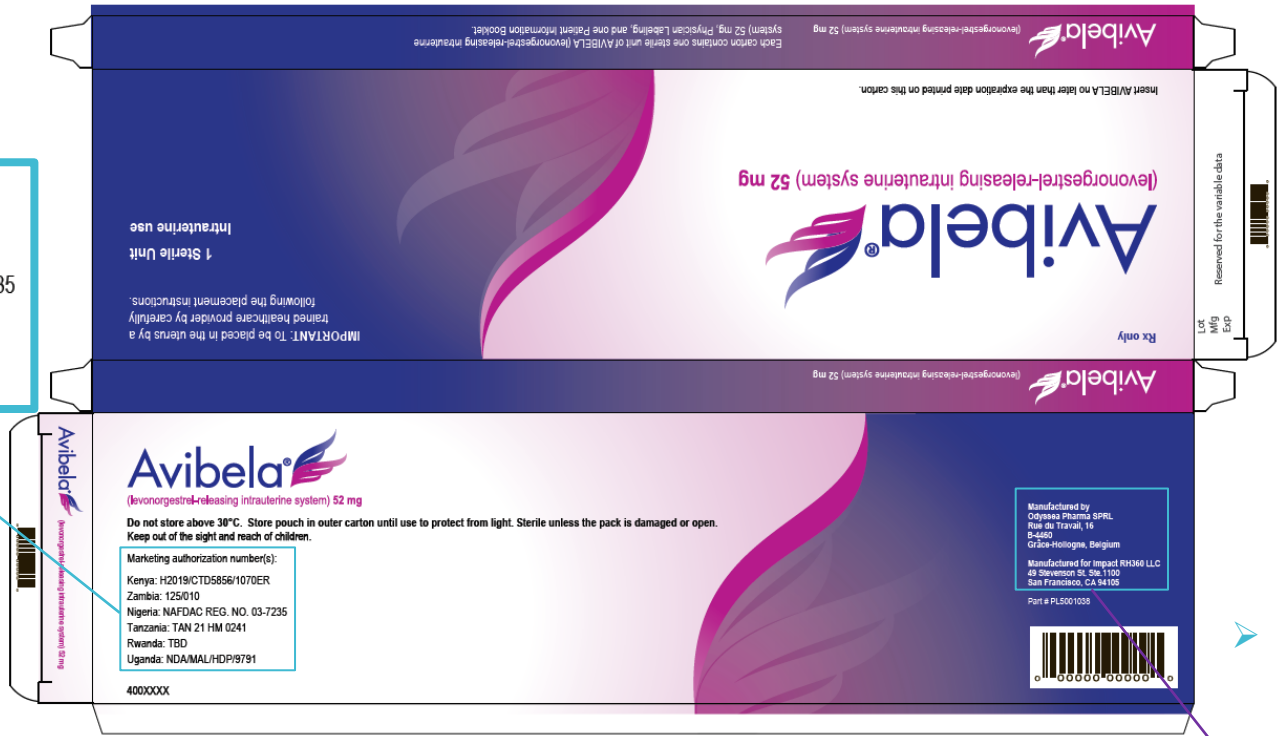 Each carton contains one sterile unit of AVIBELA (levonorgestrel-releasing intrauterine
system) 52 mg, Physician Labeling, and one Patient Information Booklet.
Avibela®
(levonorgestrel-releasing intrauterine system) 52 mg
Rx only
Avibela®
(levonorgestrel-releasing intrauterine system) 52 mg
Insert AVIBELA no later than the expiration date printed on this carton.
IMPORTANT: To be placed in the uterus by a
trained healthcare provider by carefully
following the placement instructions.
1 Sterile Unit
Intrauterine use
Lot
Mfg
Exp
Reserved for the variable data
35
Avibela®
(levonorgestrel-releasing intrauterine system) 52 mg
Avibela®
(levonorgestrel-releasing intrauterine system) 52 mg
Avibela®
(levonorgestrel-releasing intrauterine system) 52 mg
Do not store above 30°C. Store pouch in outer carton until use to protect from light. Sterile unless the pack is damaged or open.
Keep out of the sight and reach of children.
Marketing authorization number(s):
Kenya: H2019/CTD5856/1070ER
Zambia: 125/010
Nigeria: NAFDAC REG. NO. 03-7235
Tanzania: TAN 21 HM 0241
Rwanda: TBD
Uganda: NDA/MAL/HDP/9791
400XXXX
Manufactured by
Odyssea Pharma SPRL
Rue du Travail, 16
B-4460
Grâce-Hollogne, Belgium
Manufactured for Impact RH360 LLC
49 Stevenson St. Ste.1100
San Francisco, CA 94105
Part # PL5001038
0 00000 00000 0